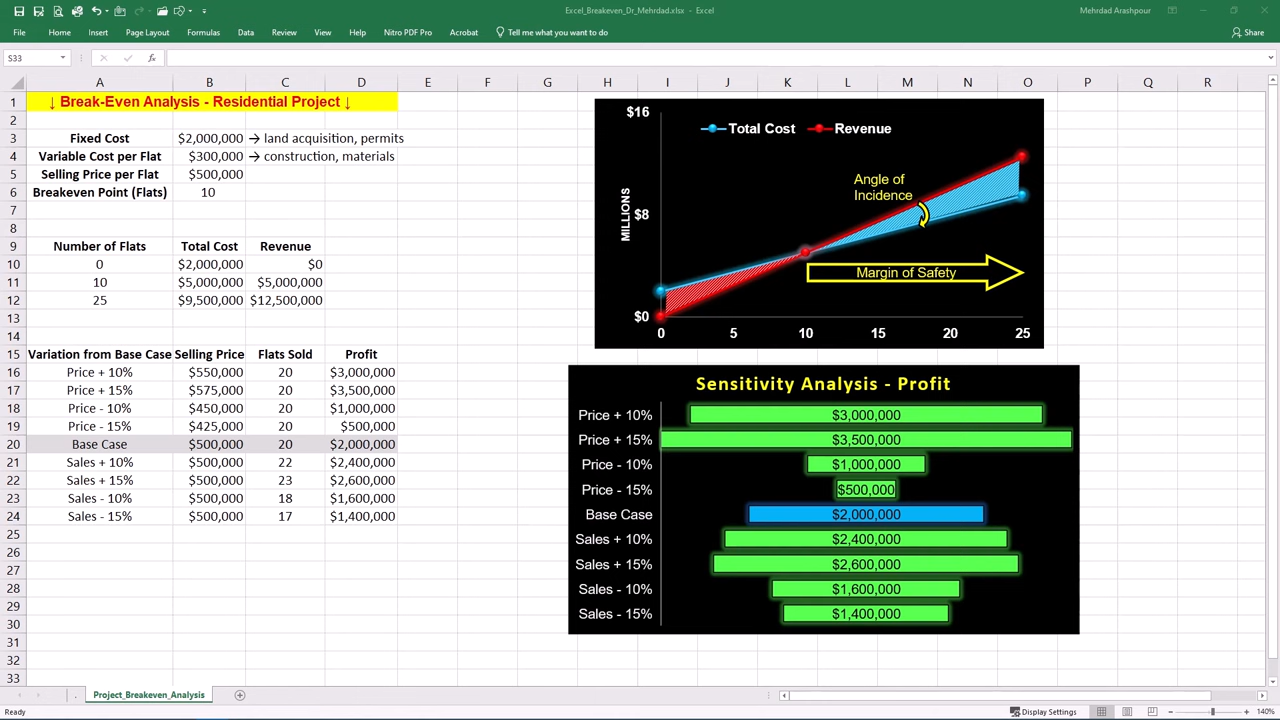 Excel_Breakeven_Dr_Mehrdad.xlsx - Excel
Mehrdad Arashpour
File Home Insert Page Layout Formulas Data Review View Help Nitro PDF Pro Acrobat Tell me what you want to do Share
S33 fx
A B C D E F G H I J K L M N O P Q R
1 ↓ Break-Even Analysis - Residential Project ↓
2
Fixed Cost $2,000,000 → land acquisition, permits
4 Variable Cost per Flat $300,000 → construction, materials
5 Selling Price per Flat $500,000
6 Breakeven Point (Flats) 10
7
8
9 Number of Flats Total Cost Revenue
10 0 $2,000,000 $0
11 10 $5,000,000 $5,000,000
12 25 $9,500,000 $12,500,000
13
14
15 Variation from Base Case Selling Price Flats Sold Profit
16 Price + 10% $550,000 20 $3,000,000
17 Price + 15% $575,000 20 $3,500,000
18 Price - 10% $450,000 20 $1,000,000
19 Price - 15% $425,000 20 $500,000
20 Base Case $500,000 20 $2,000,000
21 Sales + 10% $500,000 22 $2,400,000
22 Sales + 15% $500,000 23 $2,600,000
23 Sales - 10% $500,000 18 $1,600,000
24 Sales - 15% $500,000 17 $1,400,000
25
27
28
29
30
31
32
33
$16
Total Cost Revenue
Angle of
Incidence
MILLIONS
$8
Margin of Safety
$0
0 5 10 15 20 25
Sensitivity Analysis - Profit
Price + 10% $3,000,000
Price + 15% $3,500,000
Price - 10% $1,000,000
Price - 15% $500,000
Base Case $2,000,000
Sales + 10% $2,400,000
Sales + 15% $2,600,000
Sales - 10% $1,600,000
Sales - 15% $1,400,000
. Project_Breakeven_Analysis
Ready Display Settings 140%